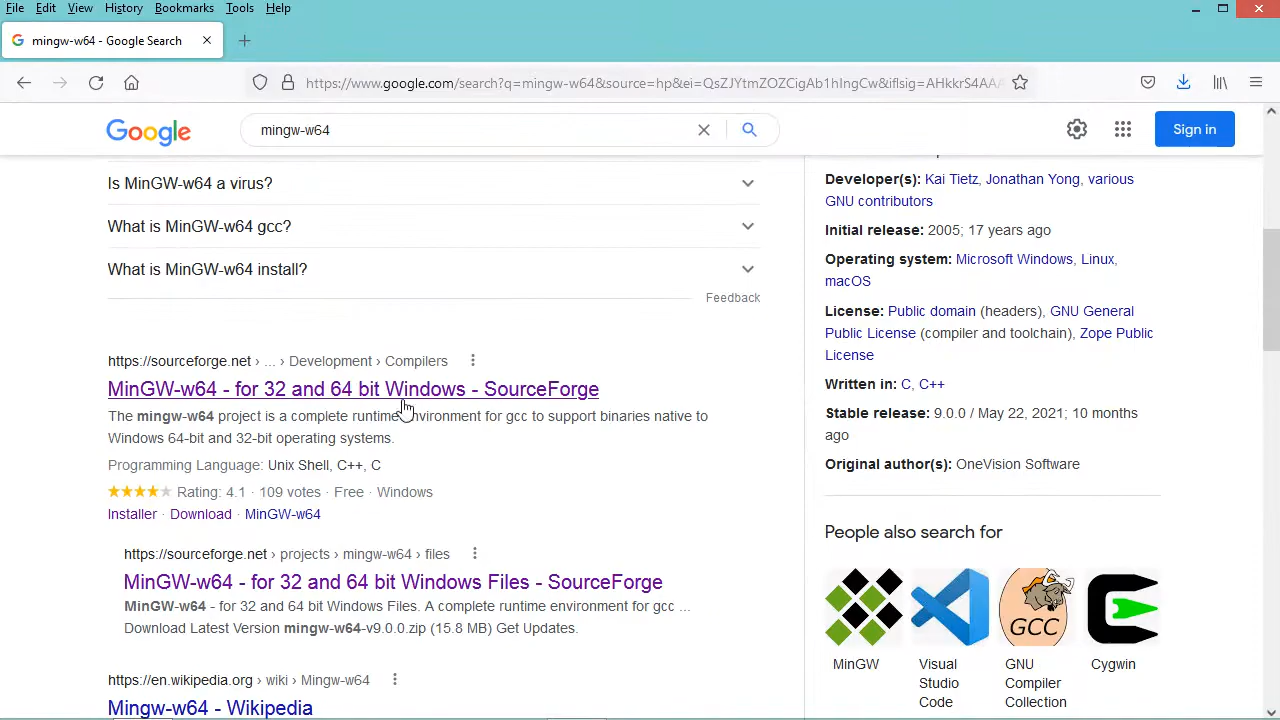 File Edit View History Bookmarks Tools Help
mingw-w64 - Google Search
https://www.google.com/search?q=mingw-w64&source=hp&ei=QsZJYtmZOZCigAb1hIngCw&iflsig=AHkkrS4AAA
Google
mingw-w64
Sign in
Is MinGW-w64 a virus?
What is MinGW-w64 gcc?
What is MinGW-w64 install?
Feedback
https://sourceforge.net › ... › Development › Compilers
MinGW-w64 - for 32 and 64 bit Windows - SourceForge
The mingw-w64 project is a complete runtime environment for gcc to support binaries native to
Windows 64-bit and 32-bit operating systems.
Programming Language: Unix Shell, C++, C
Rating: 4.1 · 109 votes · Free · Windows
Installer · Download · MinGW-w64
https://sourceforge.net › projects › mingw-w64 › files
MinGW-w64 - for 32 and 64 bit Windows Files - SourceForge
MinGW-w64 - for 32 and 64 bit Windows Files. A complete runtime environment for gcc ...
Download Latest Version mingw-w64-v9.0.0.zip (15.8 MB) Get Updates.
https://en.wikipedia.org › wiki › Mingw-w64
Mingw-w64 - Wikipedia
Developer(s): Kai Tietz, Jonathan Yong, various
GNU contributors
Initial release: 2005; 17 years ago
Operating system: Microsoft Windows, Linux,
macOS
License: Public domain (headers), GNU General
Public License (compiler and toolchain), Zope Public
License
Written in: C, C++
Stable release: 9.0.0 / May 22, 2021; 10 months
ago
Original author(s): OneVision Software
People also search for
GCC
MinGW
Visual
Studio
Code
GNU
Compiler
Collection
Cygwin